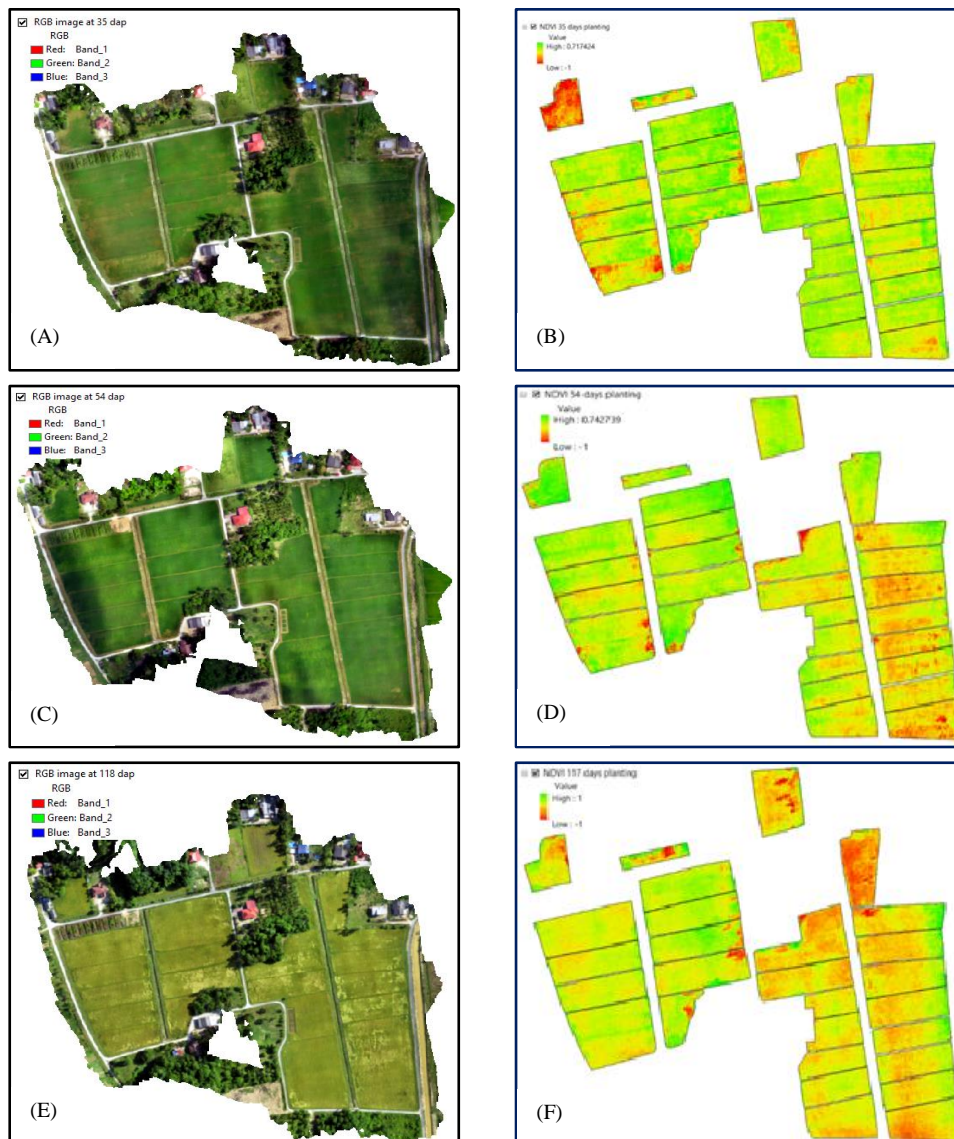 RGB image at 35 dap
RGB
Red: Band_1
Green: Band_2
Blue: Band_3
(A)
NDVI 35 days planting
Value
High : 0.717424
Low : -1
(B)
RGB image at 54 dap
RGB
Red: Band_1
Green: Band_2
Blue: Band_3
(C)
NDVI 54-days planting
Value
High : 0.742739
Low : -1
(D)
RGB image at 118 dap
RGB
Red: Band_1
Green: Band_2
Blue: Band_3
(E)
NDVI 117-days planting
Value
High : 1
Low : -1
(F)